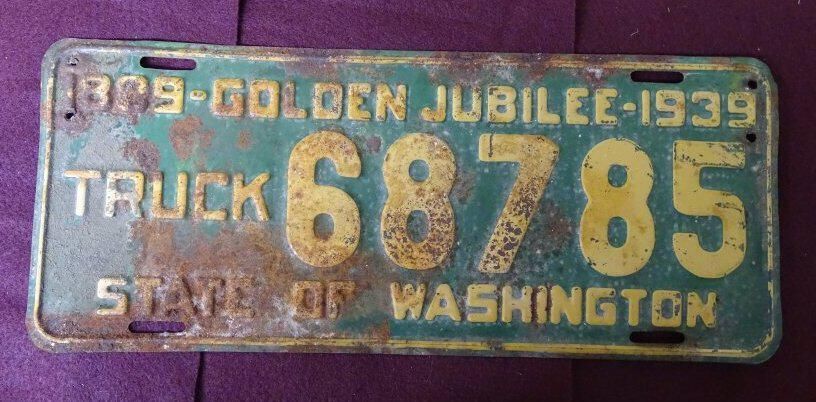 1889-GOLDEN JUBILEE-1939
TRUCK 68785
STATE OF WASHINGTON